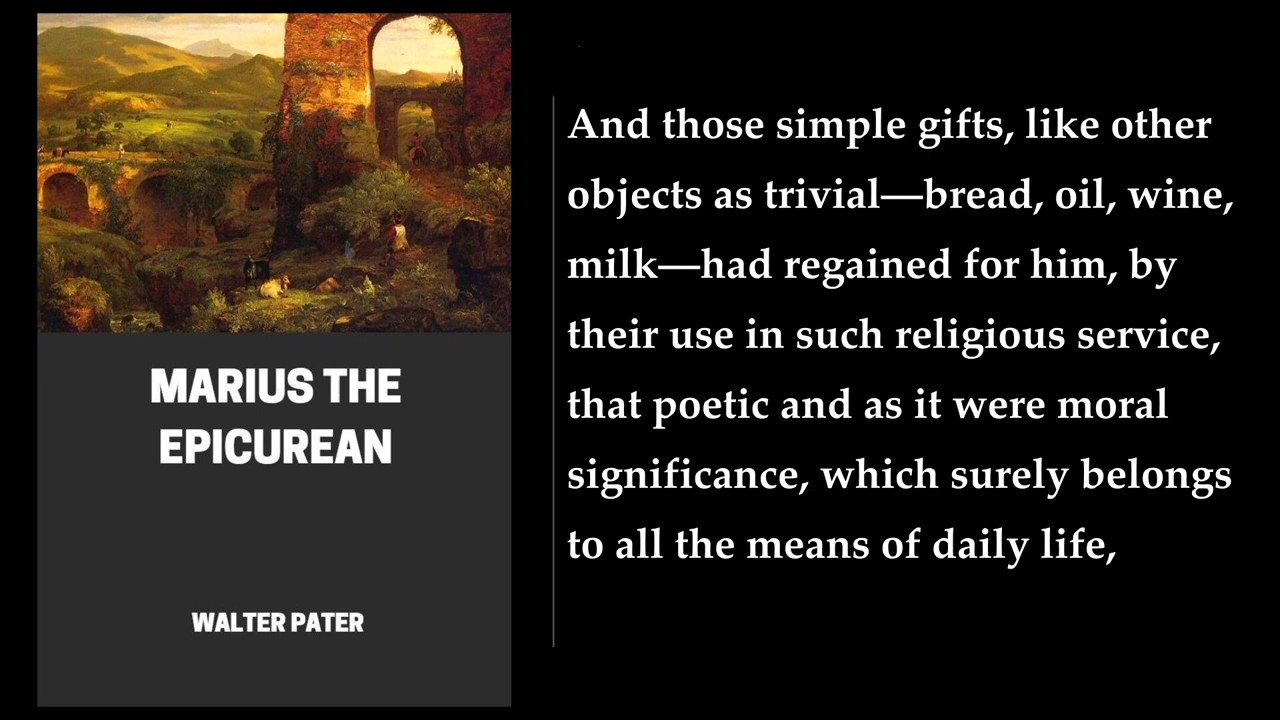 MARIUS THE
EPICUREAN
WALTER PATER
And those simple gifts, like other
objects as trivial—bread, oil, wine,
milk—had regained for him, by
their use in such religious service,
that poetic and as it were moral
significance, which surely belongs
to all the means of daily life,